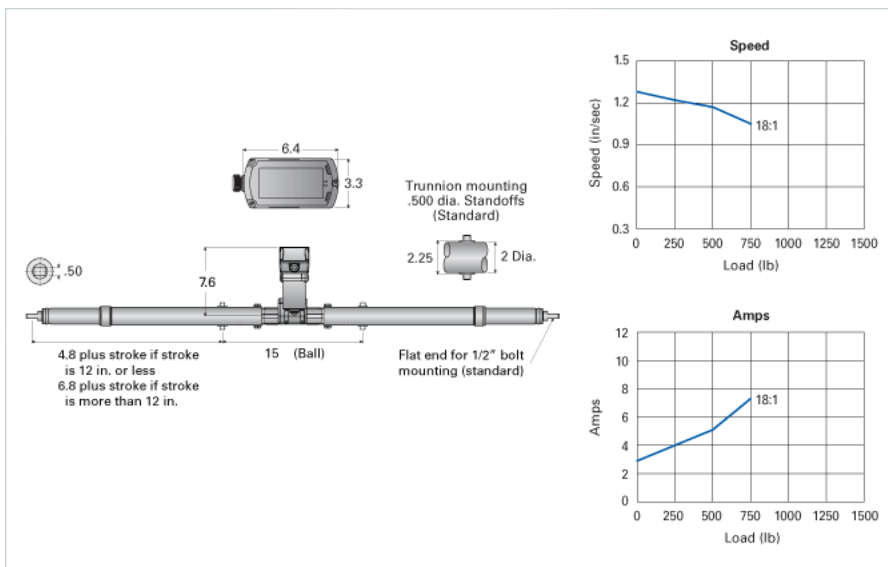 6.4
3.3
Trunnion mounting
.500 dia. Standoffs
(Standard)
2.25
2 Dia.
.50
7.6
4.8 plus stroke if stroke
is 12 in. or less
6.8 plus stroke if stroke
is more than 12 in.
15 (Ball)
Flat end for 1/2" bolt
mounting (standard)
Speed
1.5
1.2
0.9
0.6
0.3
Speed (in/sec)
18:1
0 250 500 750 1000 1250 1500
Load (lb)
Amps
12
10
8
6
4
2
0
Amps
18:1
0 250 500 750 1000 1250 1500
Load (lb)